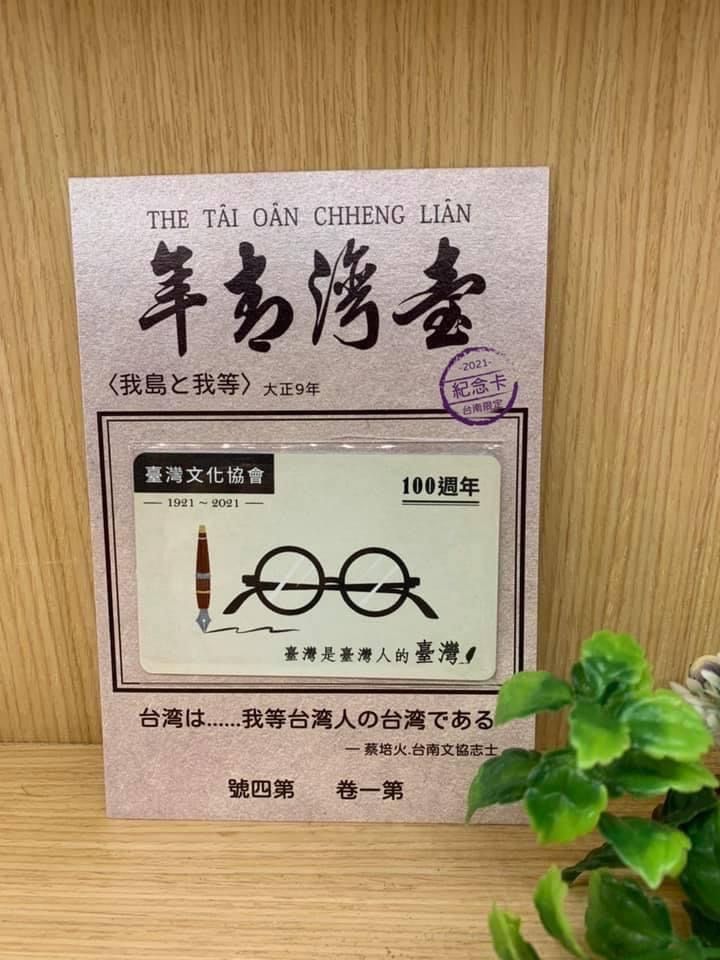 THE TÂI OÂN CHHENG LIÂN
臺灣青年
〈我島と我等〉大正9年
-2021-
紀念卡
台南限定
臺灣文化協會
1921 ~ 2021
100週年
臺灣是臺灣人的臺灣
台湾は......我等台湾人の台湾である
— 蔡培火.台南文協志士
第一卷 第四號